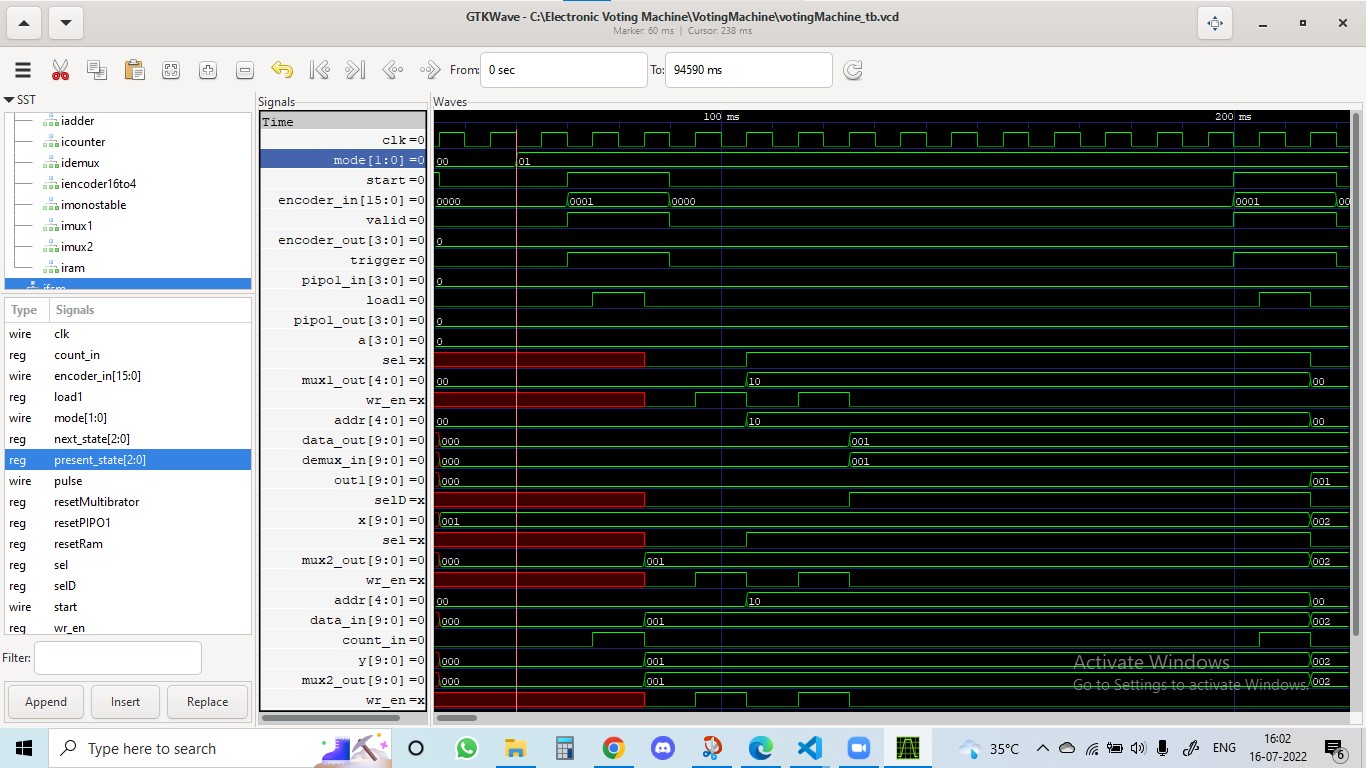 GTKWave - C:\Electronic Voting Machine\VotingMachine\votingMachine_tb.vcd
Marker: 60 ms | Cursor: 238 ms
From: 0 sec To: 94590 ms
SST
iadder
icounter
idemux
iencoder16to4
imonostable
imux1
imux2
iram
ifsm
Type Signals
wire clk
reg count_in
wire encoder_in[15:0]
reg load1
wire mode[1:0]
reg next_state[2:0]
reg present_state[2:0]
wire pulse
reg resetMultibrator
reg resetPIPO1
reg resetRam
reg sel
reg selD
wire start
reg wr_en
Filter:
Append Insert Replace
Signals
Time
clk=0
mode[1:0]=0
start=0
encoder_in[15:0]=0
valid=0
encoder_out[3:0]=0
trigger=0
pipo1_in[3:0]=0
load1=0
pipo1_out[3:0]=0
a[3:0]=0
sel=x
mux1_out[4:0]=0
wr_en=x
addr[4:0]=0
data_out[9:0]=0
demux_in[9:0]=0
out1[9:0]=0
selD=x
x[9:0]=0
sel=x
mux2_out[9:0]=0
wr_en=x
addr[4:0]=0
data_in[9:0]=0
count_in=0
y[9:0]=0
mux2_out[9:0]=0
wr_en=x
Waves
100 ms 200 ms
00 01
0000 0001 0000 0001 00
0
0
0
0
00 10 00
00 10 00
000 001
000 001
000 001
001 002
000 001 002
00 10 00
000 001 002
000 001 002
000 001 002
Activate Windows
Go to Settings to activate Windows.
Type here to search
35°C
ENG
16:02
16-07-2022
6